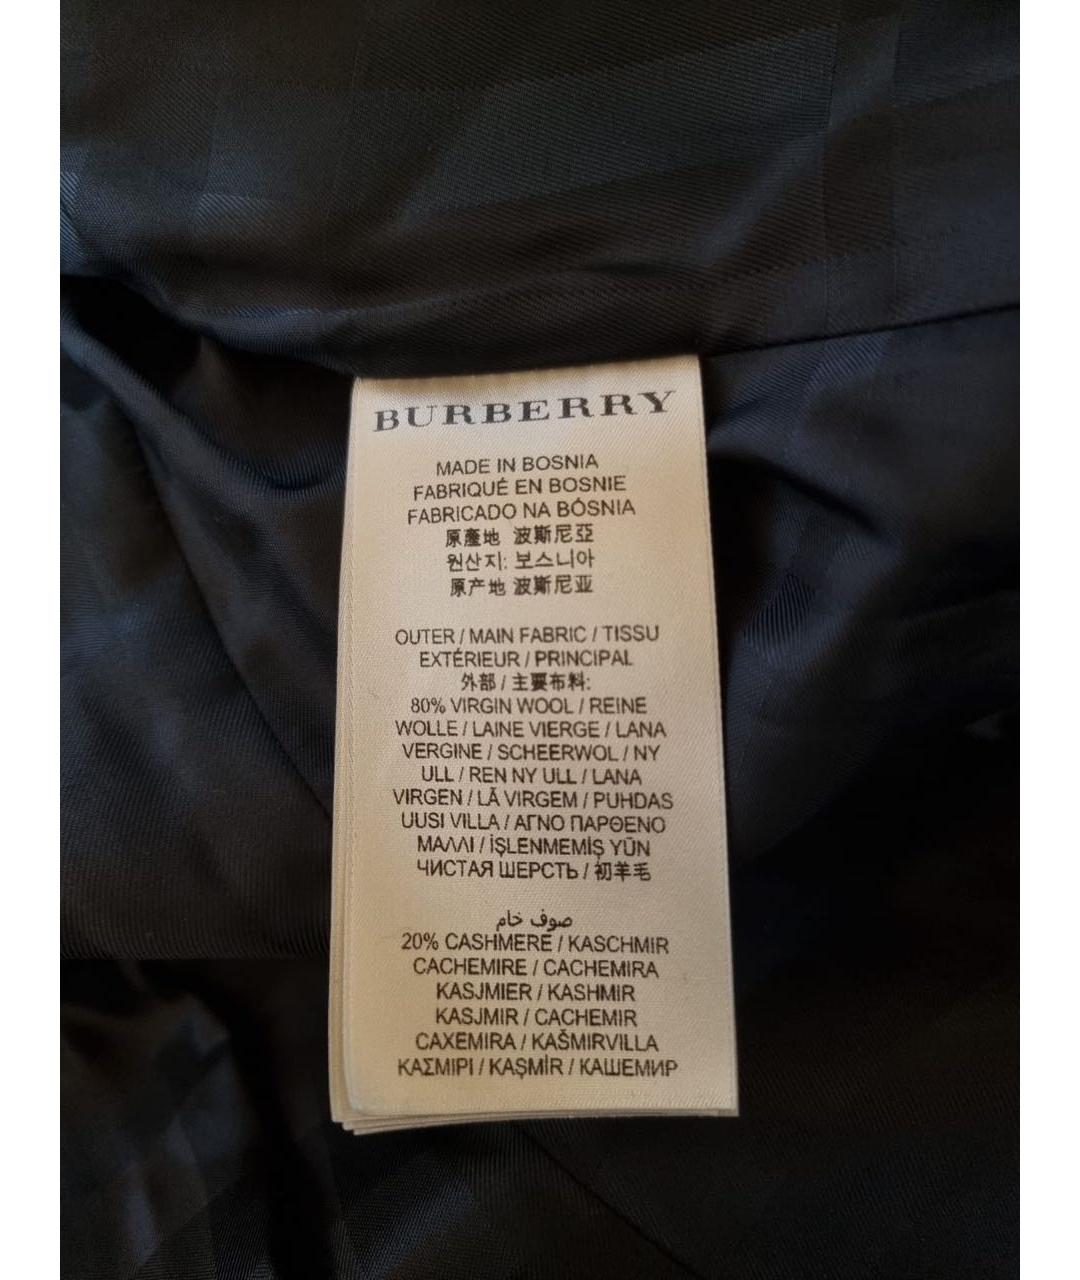 BURBERRY
MADE IN BOSNIA
FABRIQUÉ EN BOSNIE
FABRICADO NA BÓSNIA
原產地 波斯尼亞
원산지: 보스니아
原产地 波斯尼亚
OUTER / MAIN FABRIC / TISSU
EXTÉRIEUR / PRINCIPAL
外部 / 主要布料:
80% VIRGIN WOOL / REINE
WOLLE / LAINE VIERGE / LANA
VERGINE / SCHEERWOL / NY
ULL / REN NY ULL / LANA
VIRGEN / LÃ VIRGEM / PUHDAS
UUSI VILLA / ΑΓΝΟ ΠΑΡΘΕΝΟ
ΜΑΛΛΙ / İŞLENMEMİŞ YÜN
ЧИСТАЯ ШЕРСТЬ / 初羊毛
صوف خام
20% CASHMERE / KASCHMIR
CACHEMIRE / CACHEMIRA
KASJMIER / KASHMIR
KASJMIR / CACHEMIR
CAXEMIRA / KAŠMIRVILLA
ΚΑΣΜΙΡΙ / KAŞMİR / КАШЕМИР